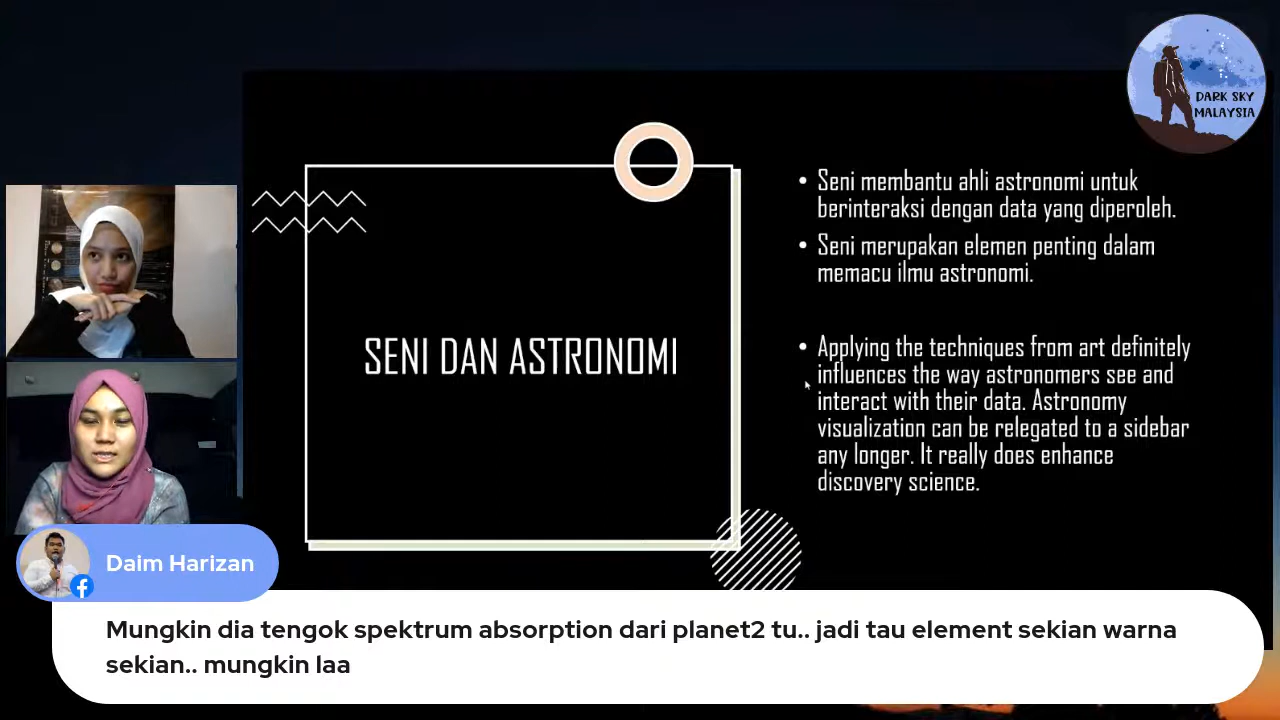 DARK SKY
MALAYSIA
SENI DAN ASTRONOMI
• Seni membantu ahli astronomi untuk
berinteraksi dengan data yang diperoleh.
• Seni merupakan elemen penting dalam
memacu ilmu astronomi.
• Applying the techniques from art definitely
influences the way astronomers see and
interact with their data. Astronomy
visualization can be relegated to a sidebar
any longer. It really does enhance
discovery science.
Daim Harizan
Mungkin dia tengok spektrum absorption dari planet2 tu.. jadi tau element sekian warna
sekian.. mungkin laa